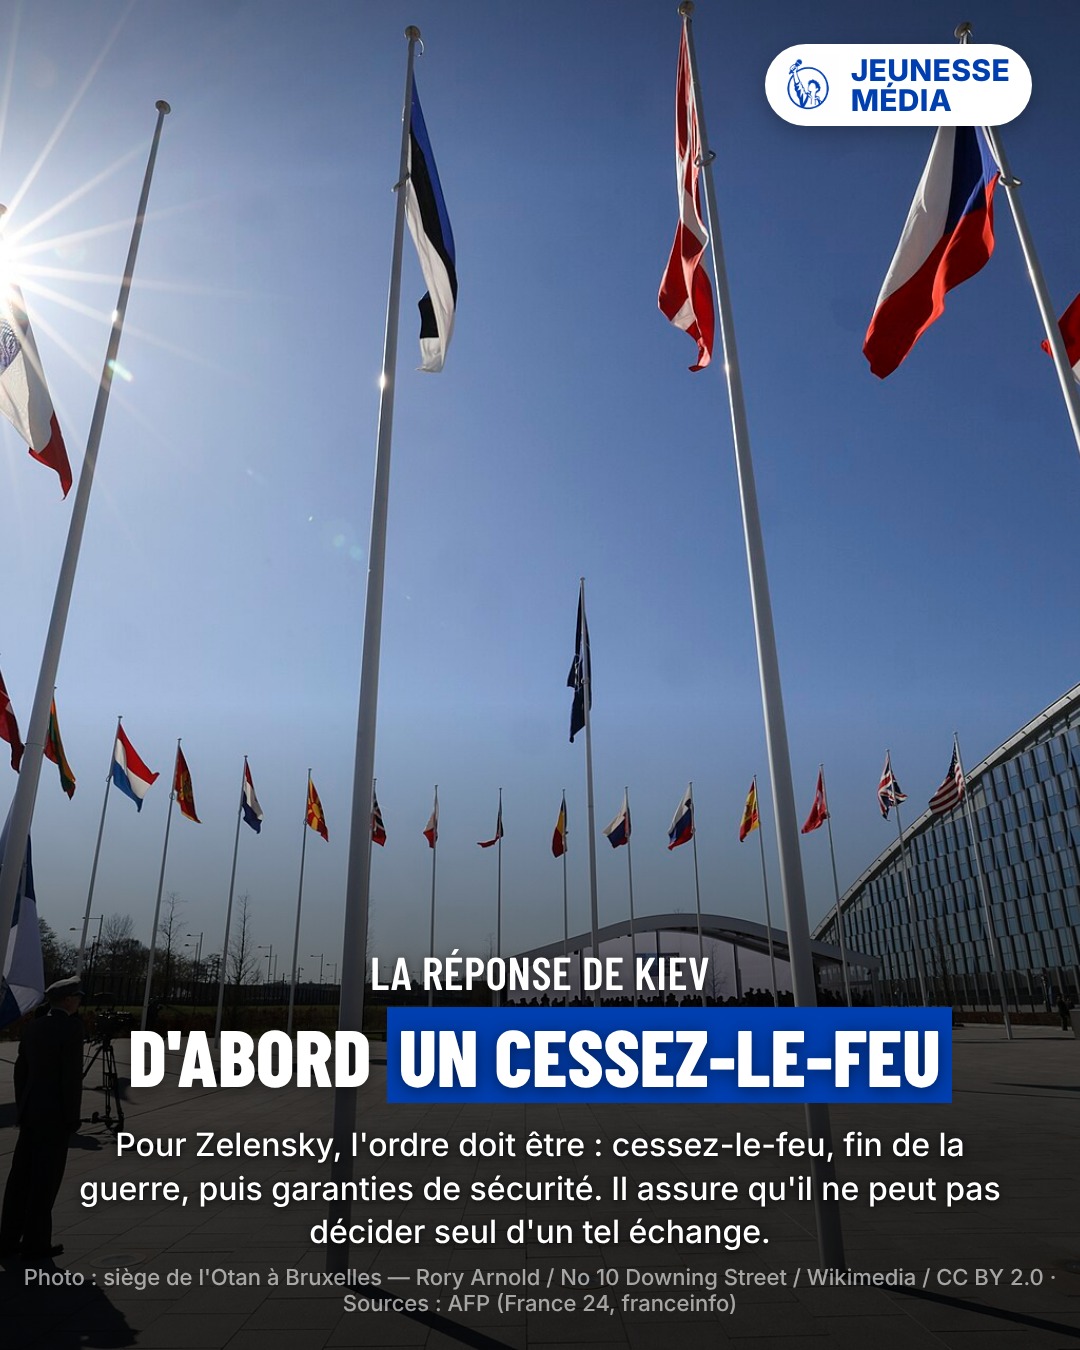 JEUNESSE
MÉDIA
LA RÉPONSE DE KIEV
D'ABORD UN CESSEZ-LE-FEU
Pour Zelensky, l'ordre doit être : cessez-le-feu, fin de la
guerre, puis garanties de sécurité. Il assure qu'il ne peut pas
décider seul d'un tel échange.
Photo : siège de l'Otan à Bruxelles — Rory Arnold / No 10 Downing Street / Wikimedia / CC BY 2.0 ·
Sources : AFP (France 24, franceinfo)